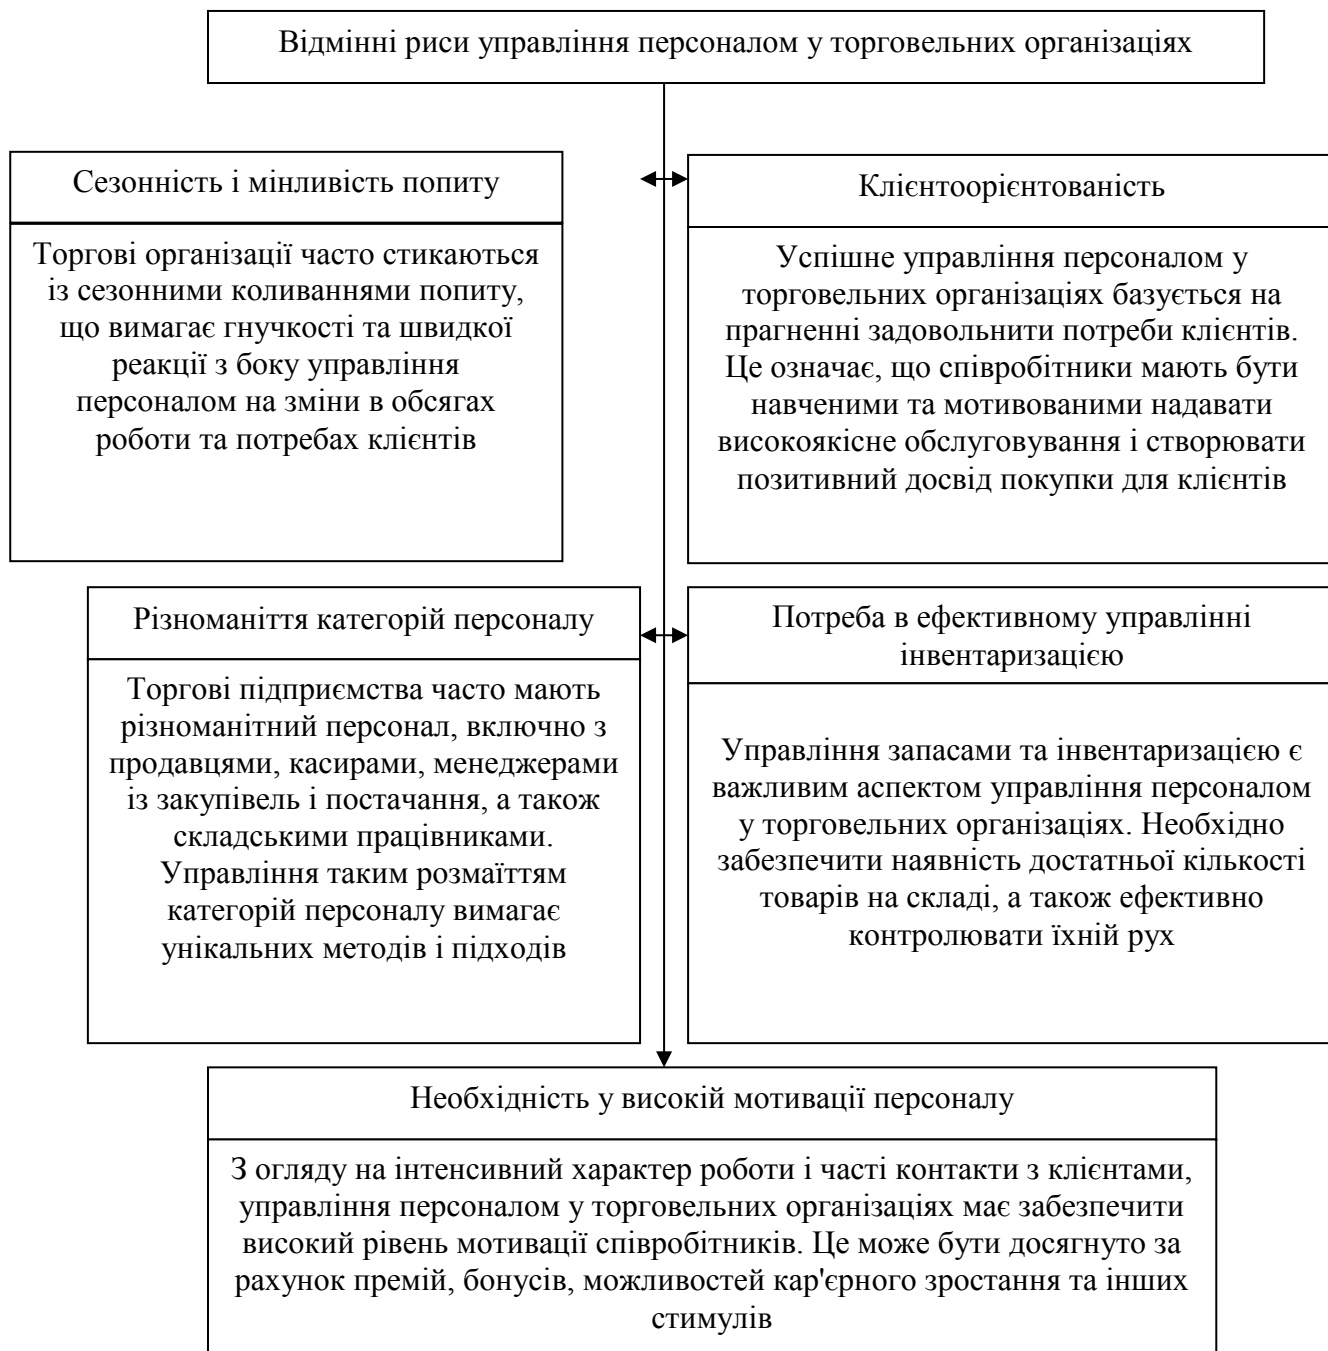 Відмінні риси управління персоналом у торговельних організаціях
Сезонність і мінливість попиту
Торгові організації часто стикаються
із сезонними коливаннями попиту,
що вимагає гнучкості та швидкої
реакції з боку управління
персоналом на зміни в обсягах
роботи та потребах клієнтів
Клієнтоорієнтованість
Успішне управління персоналом у
торговельних організаціях базується на
прагненні задовольнити потреби клієнтів.
Це означає, що співробітники мають бути
навченими та мотивованими надавати
високоякісне обслуговування і створювати
позитивний досвід покупки для клієнтів
Різноманіття категорій персоналу
Торгові підприємства часто мають
різноманітний персонал, включно з
продавцями, касирами, менеджерами
із закупівель і постачання, а також
складськими працівниками.
Управління таким розмаїттям
категорій персоналу вимагає
унікальних методів і підходів
Потреба в ефективному управлінні
інвентаризацією
Управління запасами та інвентаризацією є
важливим аспектом управління персоналом
у торговельних організаціях. Необхідно
забезпечити наявність достатньої кількості
товарів на складі, а також ефективно
контролювати їхній рух
Необхідність у високій мотивації персоналу
З огляду на інтенсивний характер роботи і часті контакти з клієнтами,
управління персоналом у торговельних організаціях має забезпечити
високий рівень мотивації співробітників. Це може бути досягнуто за
рахунок премій, бонусів, можливостей кар'єрного зростання та інших
стимулів